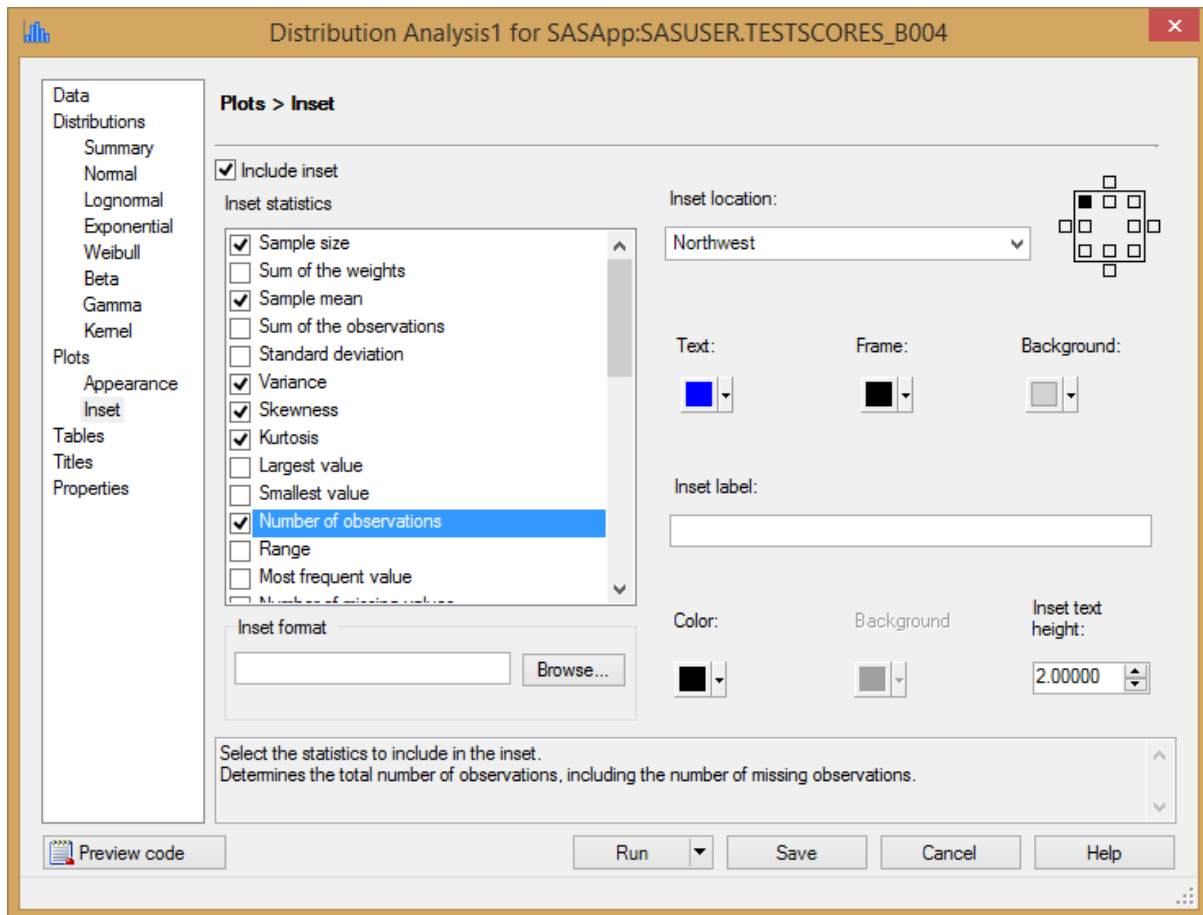 Distribution Analysis1 for SASApp:SASUSER.TESTSCORES_B004
Data
Distributions
Summary
Normal
Lognormal
Exponential
Weibull
Beta
Gamma
Kernel
Plots
Appearance
Inset
Tables
Titles
Properties
Plots > Inset
Include inset
Inset statistics
Sample size
Sum of the weights
Sample mean
Sum of the observations
Standard deviation
Variance
Skewness
Kurtosis
Largest value
Smallest value
Number of observations
Range
Most frequent value
Number of missing values
Inset format
Browse...
Inset location:
Northwest
Text:
Frame:
Background:
Inset label:
Color:
Background
Inset text
height:
2.00000
Select the statistics to include in the inset.
Determines the total number of observations, including the number of missing observations.
Preview code
Run
Save
Cancel
Help